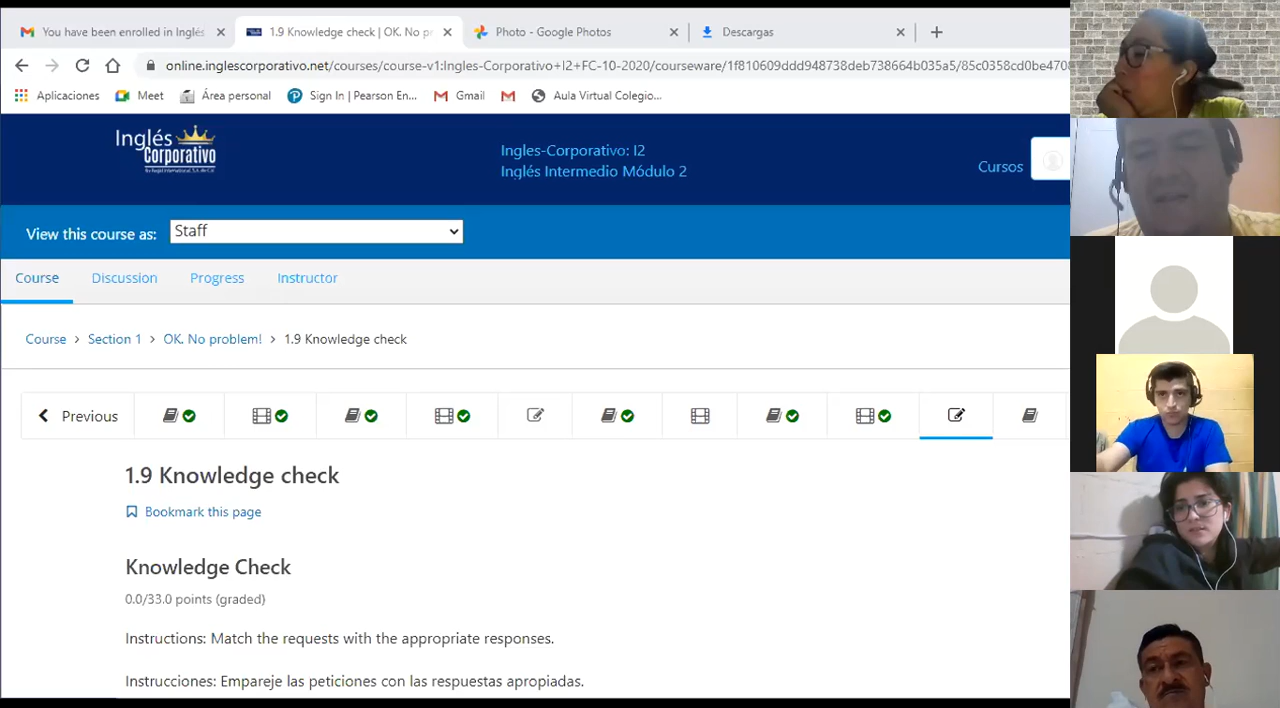 You have been enrolled in Inglés
1.9 Knowledge check | OK. No p
Photo - Google Photos
Descargas
online.inglescorporativo.net/courses/course-v1:Ingles-Corporativo+I2+FC-10-2020/courseware/1f810609ddd948738deb738664b035a5/85c0358cd0be470
Aplicaciones
Meet
Área personal
Sign In | Pearson En...
Gmail
Aula Virtual Colegio...
Inglés
Corporativo
Ingles-Corporativo: I2
Inglés Intermedio Módulo 2
Cursos
View this course as:
Staff
Course
Discussion
Progress
Instructor
Course > Section 1 > OK. No problem! > 1.9 Knowledge check
Previous
1.9 Knowledge check
Bookmark this page
Knowledge Check
0.0/33.0 points (graded)
Instructions: Match the requests with the appropriate responses.
Instrucciones: Empareje las peticiones con las respuestas apropiadas.